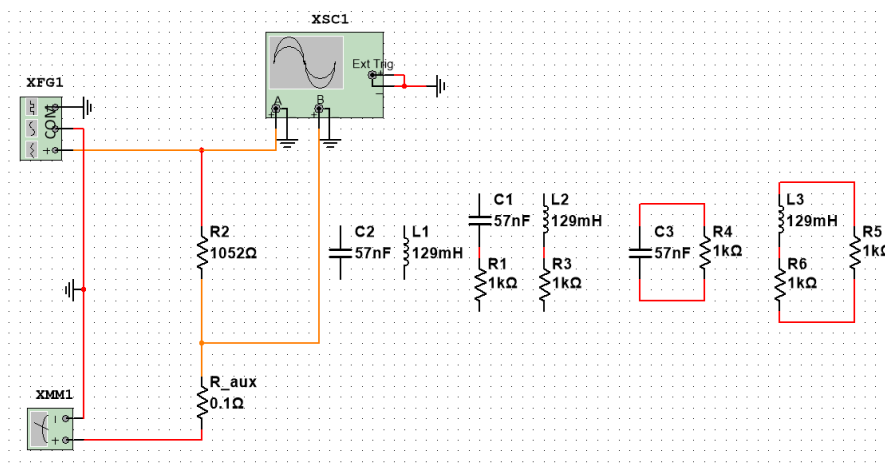 XSC1
Ext Trig
+
−
A
B
+
+
XFG1
COM
+
R2
1052Ω
C2
57nF
L1
129mH
C1
57nF
R1
1kΩ
L2
129mH
R3
1kΩ
C3
57nF
R4
1kΩ
L3
129mH
R6
1kΩ
R5
1kΩ
R_aux
0.1Ω
XMM1
−
+